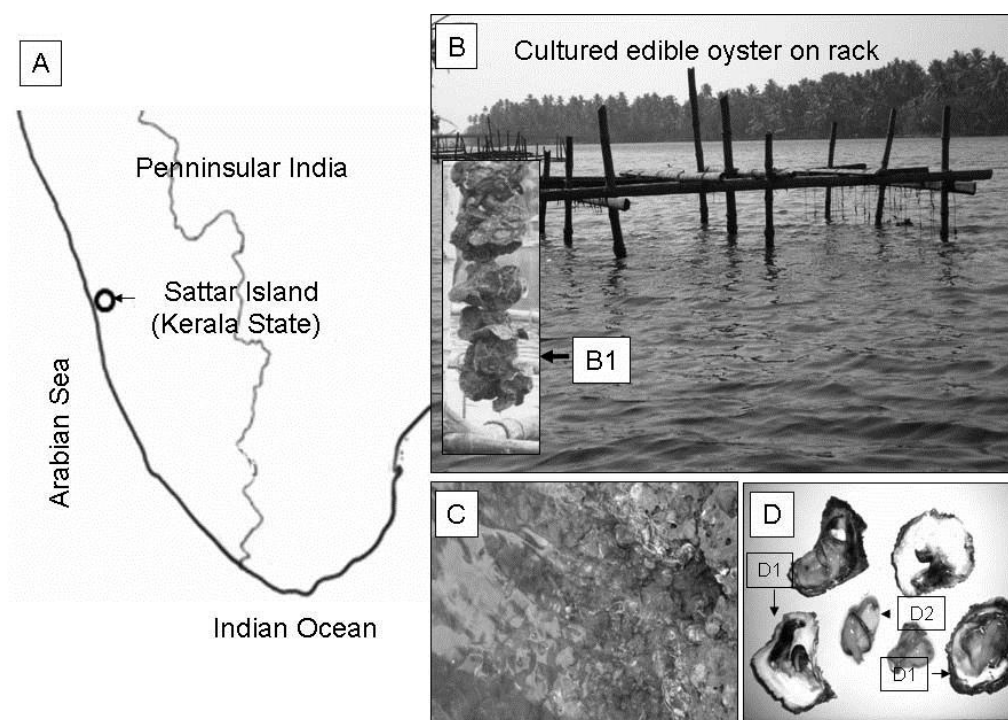 A
Penninsular India
Sattar Island
(Kerala State)
Arabian Sea
Indian Ocean
B
Cultured edible oyster on rack
B1
C
D
D1
D2
D1